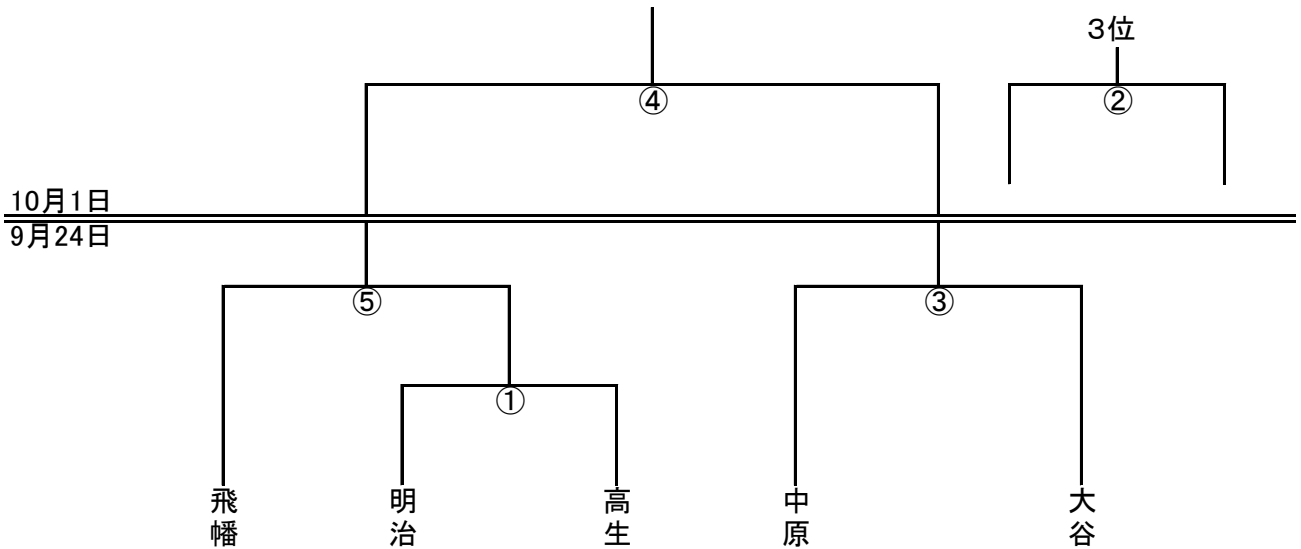 3位
④
②
10月1日
9月24日
⑤
③
①
飛幡
明治
高生
中原
大谷